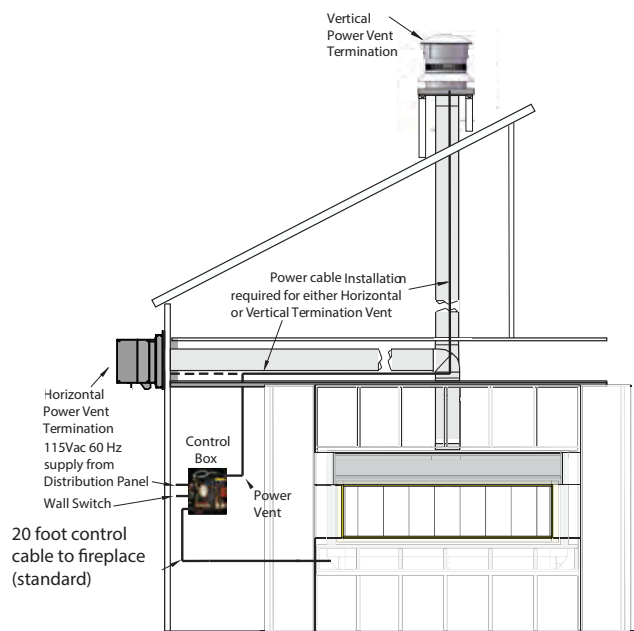 Vertical
Power Vent
Termination
Power cable Installation
required for either Horizontal
or Vertical Termination Vent
Horizontal
Power Vent
Termination
115Vac 60 Hz
supply from
Distribution Panel
Wall Switch
Control
Box
Power
Vent
20 foot control
cable to fireplace
(standard)